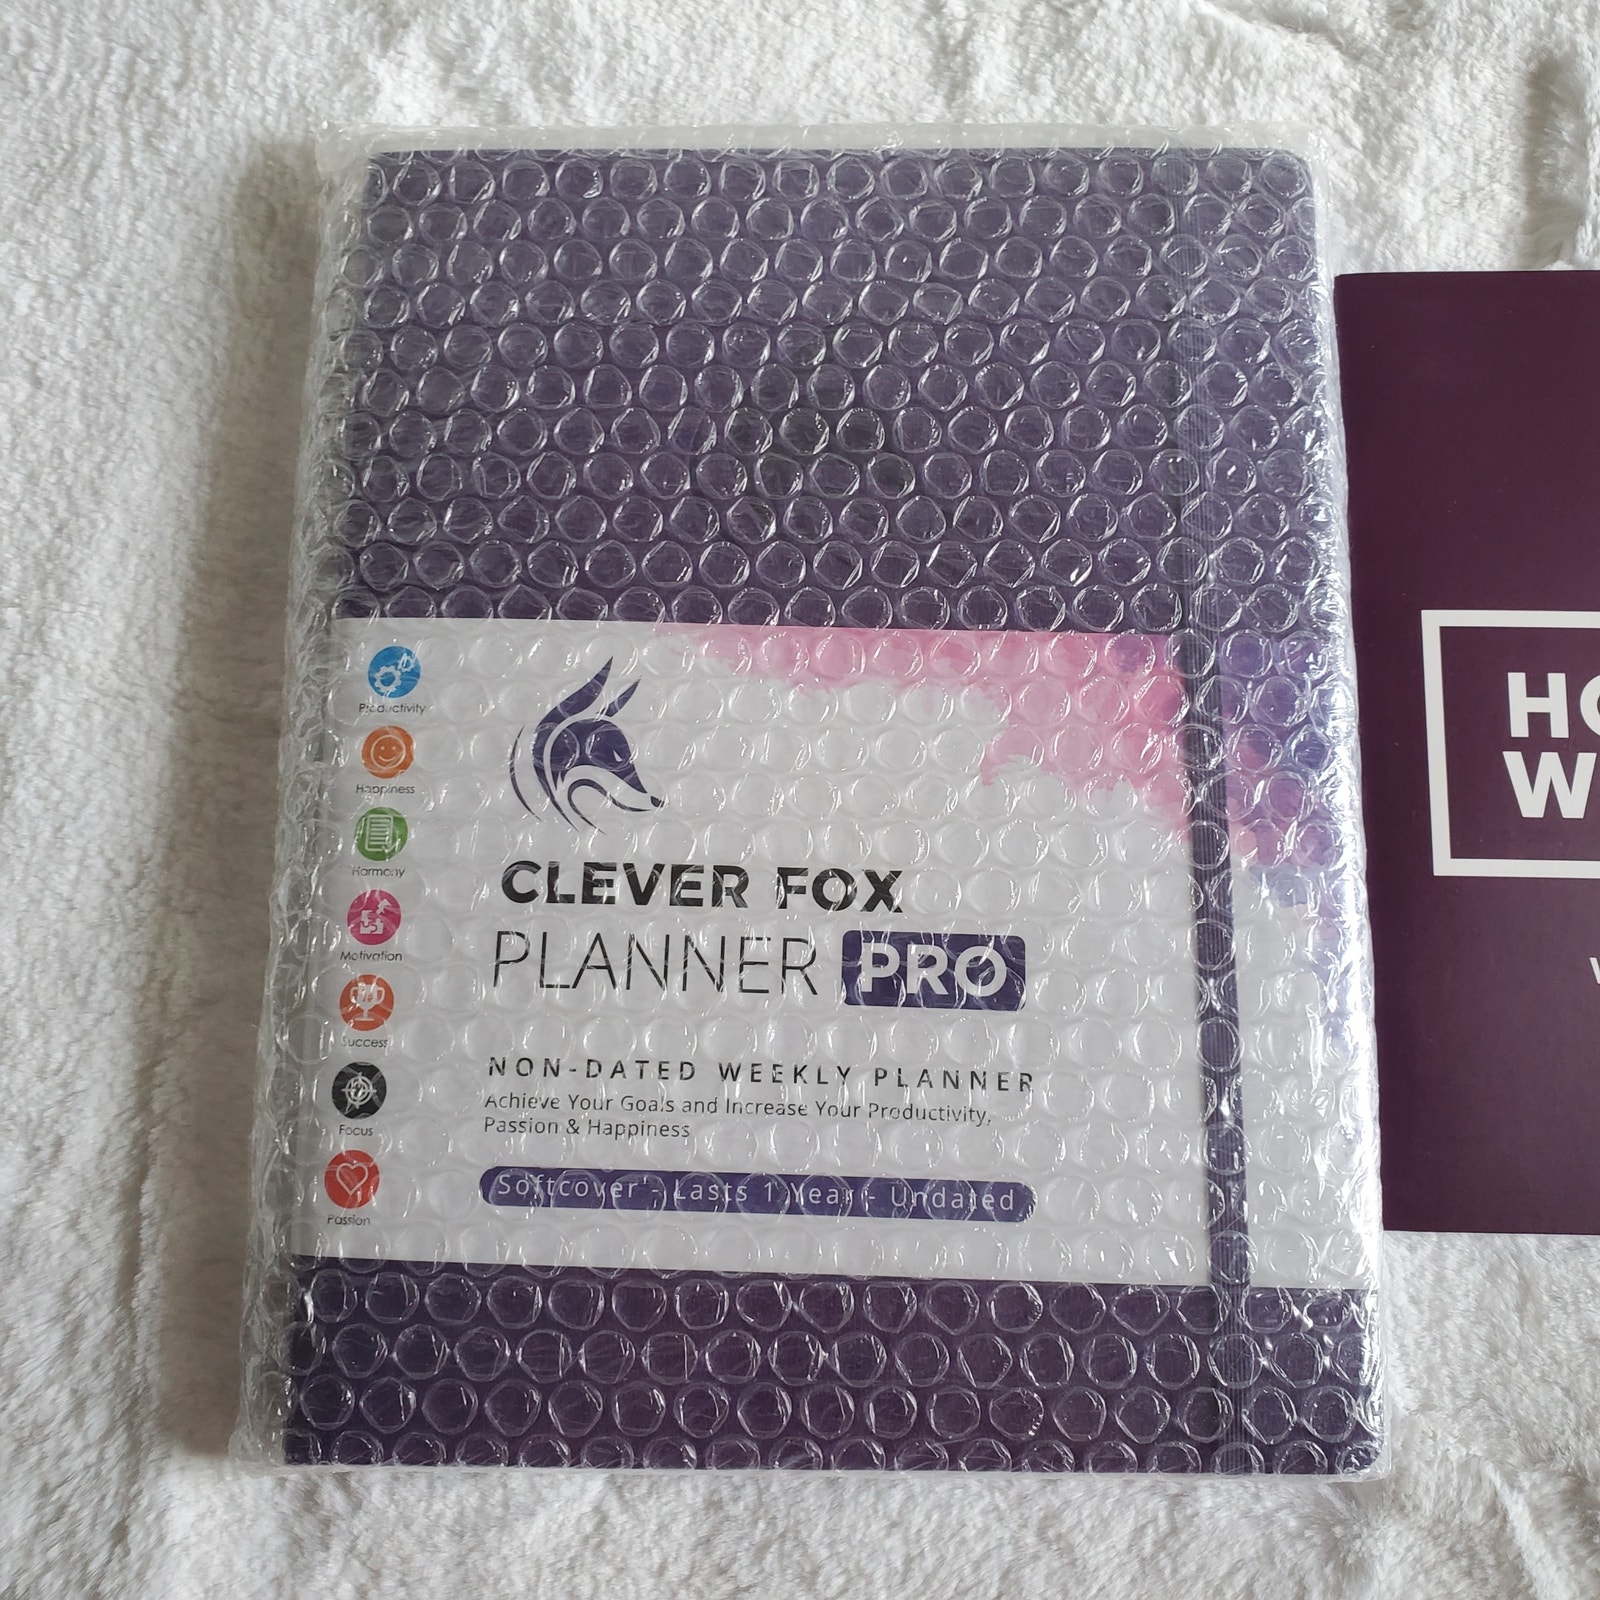 Productivity
Happiness
Harmony
Motivation
Success
Focus
Passion
CLEVER FOX
PLANNER PRO
NON-DATED WEEKLY PLANNER
Achieve Your Goals and Increase Your Productivity,
Passion & Happiness
Softcover - Lasts 1 Year - Undated